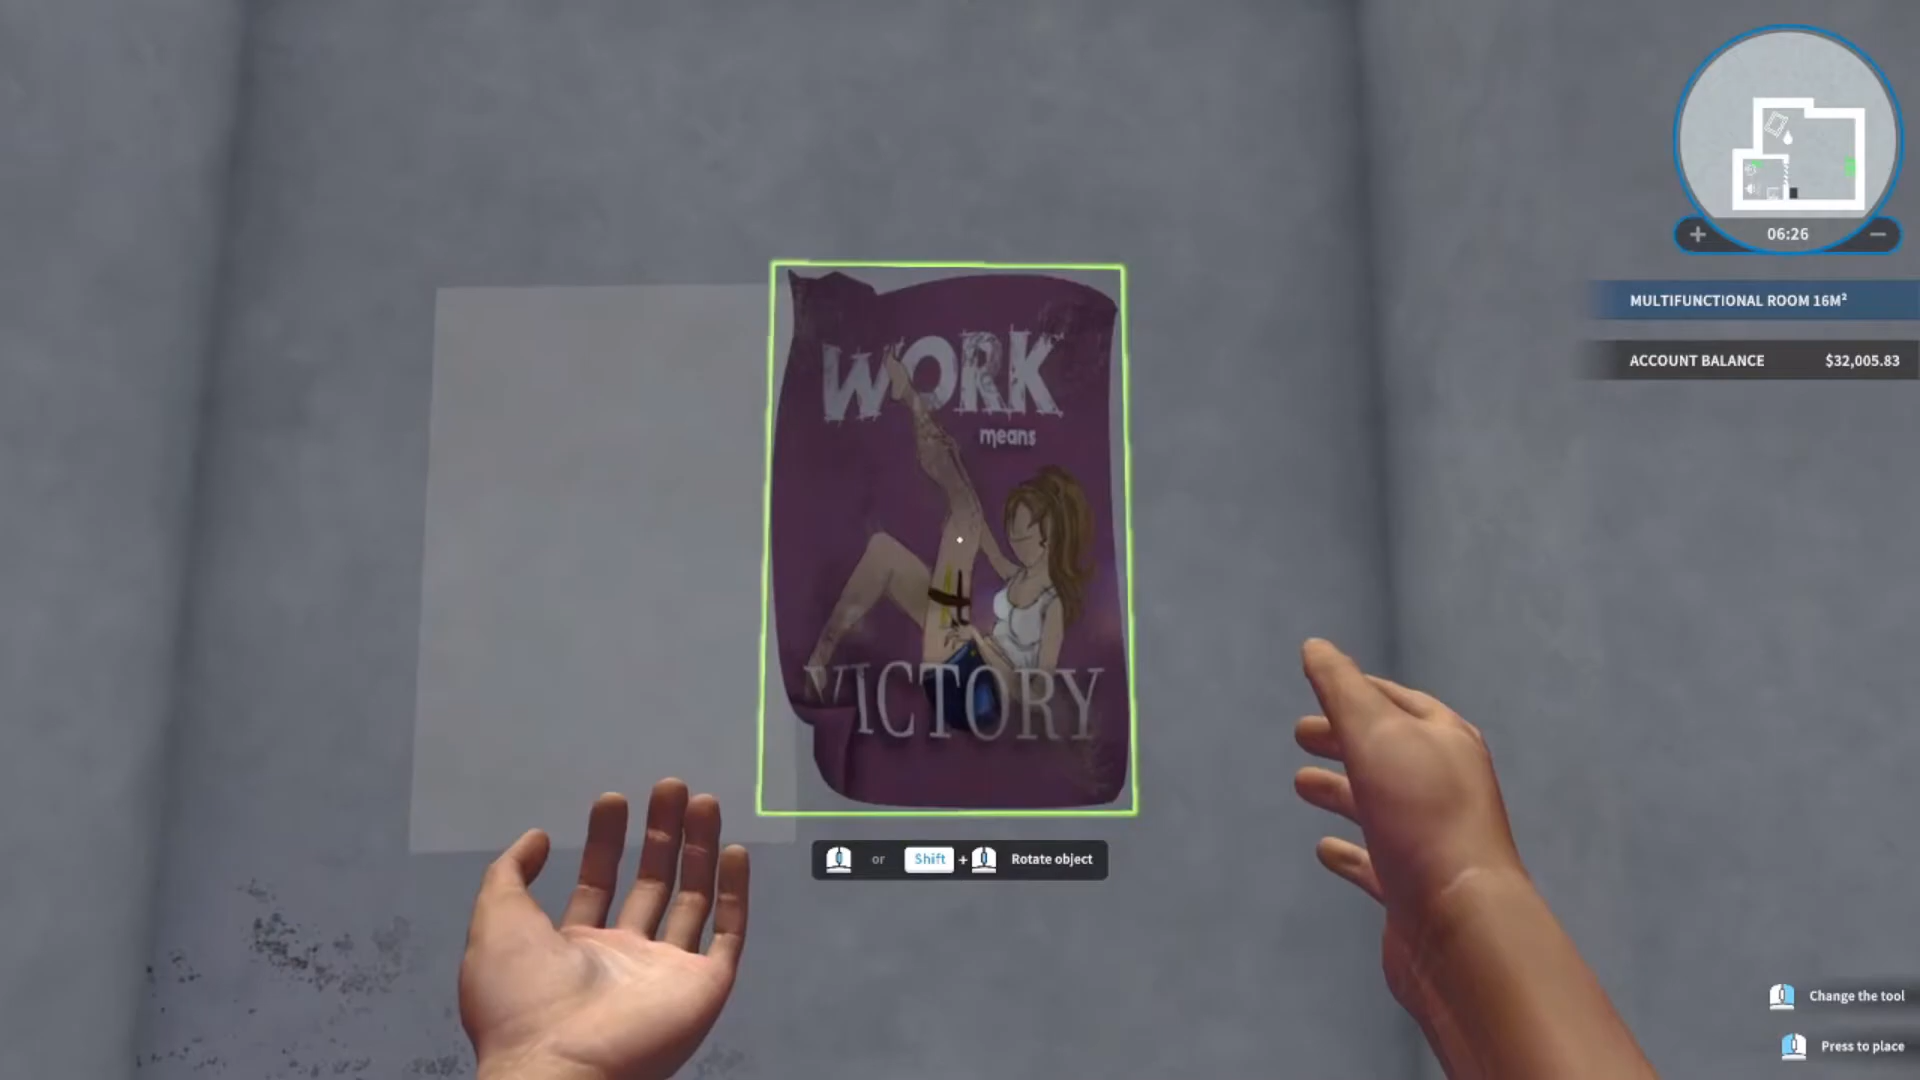 06:26
MULTIFUNCTIONAL ROOM 16M²
ACCOUNT BALANCE $32,005.83
WORK
means
VICTORY
or Shift + Rotate object
Change the tool
Press to place